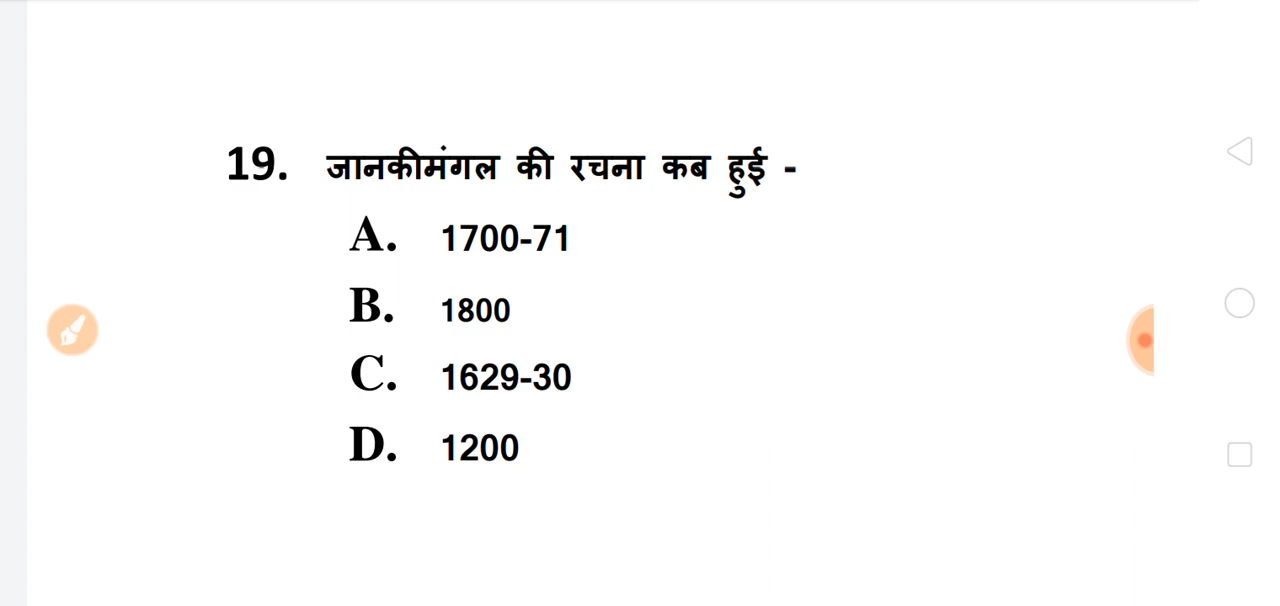 19. जानकीमंगल की रचना कब हुई -
A. 1700-71
B. 1800
C. 1629-30
D. 1200